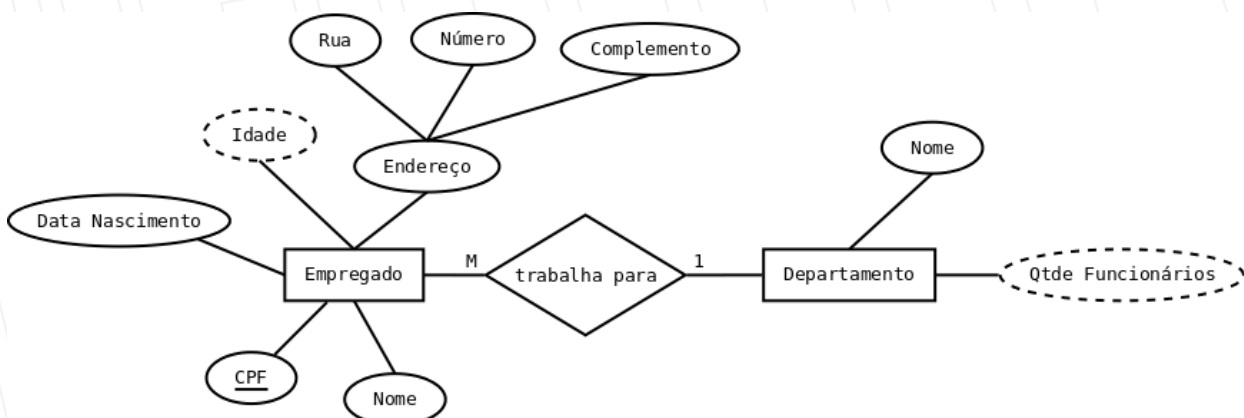 Rua
Número
Complemento
Idade
Endereço
Nome
Data Nascimento
Empregado
M
trabalha para
1
Departamento
Qtde Funcionários
CPF
Nome